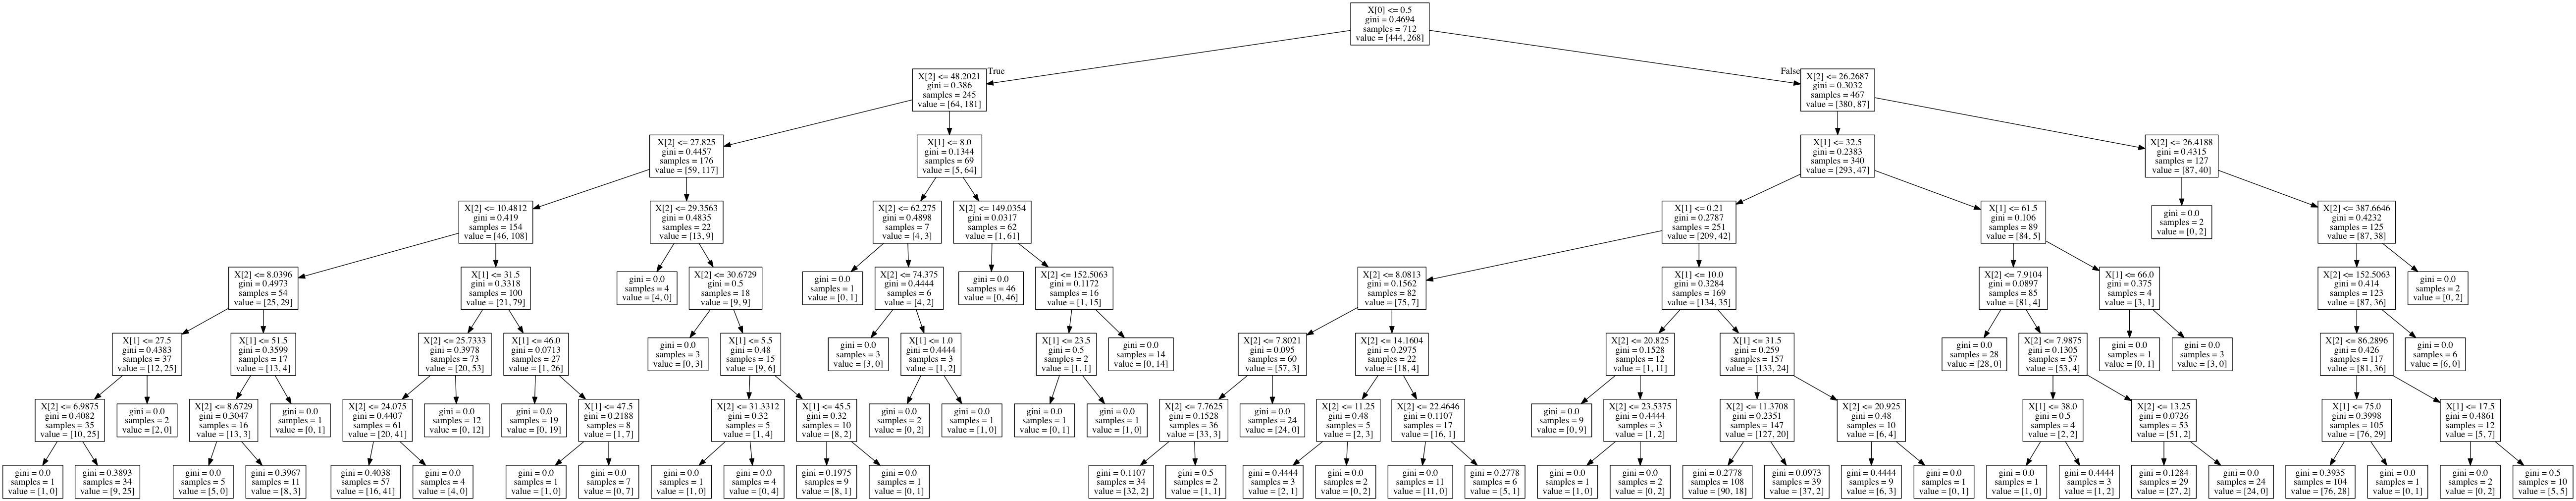 X[0] <= 0.5
gini = 0.4694
samples = 712
value = [444, 268]
True
False
X[2] <= 48.2021
gini = 0.386
samples = 245
value = [64, 181]
X[2] <= 26.2687
gini = 0.3032
samples = 467
value = [380, 87]
X[2] <= 27.825
gini = 0.4457
samples = 176
value = [59, 117]
X[1] <= 8.0
gini = 0.1344
samples = 69
value = [5, 64]
X[1] <= 32.5
gini = 0.2383
samples = 340
value = [293, 47]
X[2] <= 26.4188
gini = 0.4315
samples = 127
value = [87, 40]
X[2] <= 10.4812
gini = 0.419
samples = 154
value = [46, 108]
X[2] <= 29.3563
gini = 0.4835
samples = 22
value = [13, 9]
X[2] <= 62.275
gini = 0.4898
samples = 7
value = [4, 3]
X[2] <= 149.0354
gini = 0.0317
samples = 62
value = [1, 61]
X[1] <= 0.21
gini = 0.2787
samples = 251
value = [209, 42]
X[1] <= 61.5
gini = 0.106
samples = 89
value = [84, 5]
gini = 0.0
samples = 2
value = [0, 2]
X[2] <= 387.6646
gini = 0.4232
samples = 125
value = [87, 38]
X[2] <= 8.0396
gini = 0.4973
samples = 54
value = [25, 29]
X[1] <= 31.5
gini = 0.3318
samples = 100
value = [21, 79]
gini = 0.0
samples = 4
value = [4, 0]
X[2] <= 30.6729
gini = 0.5
samples = 18
value = [9, 9]
gini = 0.0
samples = 1
value = [0, 1]
X[2] <= 74.375
gini = 0.4444
samples = 6
value = [4, 2]
gini = 0.0
samples = 46
value = [0, 46]
X[2] <= 152.5063
gini = 0.1172
samples = 16
value = [1, 15]
X[2] <= 8.0813
gini = 0.1562
samples = 82
value = [75, 7]
X[1] <= 10.0
gini = 0.3284
samples = 169
value = [134, 35]
X[2] <= 7.9104
gini = 0.0897
samples = 85
value = [81, 4]
X[1] <= 66.0
gini = 0.375
samples = 4
value = [3, 1]
X[2] <= 152.5063
gini = 0.414
samples = 123
value = [87, 36]
gini = 0.0
samples = 2
value = [0, 2]
X[1] <= 27.5
gini = 0.4383
samples = 37
value = [12, 25]
X[1] <= 51.5
gini = 0.3599
samples = 17
value = [13, 4]
X[2] <= 25.7333
gini = 0.3978
samples = 73
value = [20, 53]
X[1] <= 46.0
gini = 0.0713
samples = 27
value = [1, 26]
gini = 0.0
samples = 3
value = [0, 3]
X[1] <= 5.5
gini = 0.48
samples = 15
value = [9, 6]
gini = 0.0
samples = 3
value = [3, 0]
X[1] <= 1.0
gini = 0.4444
samples = 3
value = [1, 2]
X[1] <= 23.5
gini = 0.5
samples = 2
value = [1, 1]
gini = 0.0
samples = 14
value = [0, 14]
X[2] <= 7.8021
gini = 0.095
samples = 60
value = [57, 3]
X[2] <= 14.1604
gini = 0.2975
samples = 22
value = [18, 4]
X[2] <= 20.825
gini = 0.1528
samples = 12
value = [1, 11]
X[1] <= 31.5
gini = 0.259
samples = 157
value = [133, 24]
gini = 0.0
samples = 28
value = [28, 0]
X[2] <= 7.9875
gini = 0.1305
samples = 57
value = [53, 4]
gini = 0.0
samples = 1
value = [0, 1]
gini = 0.0
samples = 3
value = [3, 0]
X[2] <= 86.2896
gini = 0.426
samples = 117
value = [81, 36]
gini = 0.0
samples = 6
value = [6, 0]
X[2] <= 6.9875
gini = 0.4082
samples = 35
value = [10, 25]
gini = 0.0
samples = 2
value = [2, 0]
X[2] <= 8.6729
gini = 0.3047
samples = 16
value = [13, 3]
gini = 0.0
samples = 1
value = [0, 1]
X[2] <= 24.075
gini = 0.4407
samples = 61
value = [20, 41]
gini = 0.0
samples = 12
value = [0, 12]
gini = 0.0
samples = 19
value = [0, 19]
X[1] <= 47.5
gini = 0.2188
samples = 8
value = [1, 7]
X[2] <= 31.3312
gini = 0.32
samples = 5
value = [1, 4]
X[1] <= 45.5
gini = 0.32
samples = 10
value = [8, 2]
gini = 0.0
samples = 2
value = [0, 2]
gini = 0.0
samples = 1
value = [1, 0]
gini = 0.0
samples = 1
value = [0, 1]
gini = 0.0
samples = 1
value = [1, 0]
X[2] <= 7.7625
gini = 0.1528
samples = 36
value = [33, 3]
gini = 0.0
samples = 24
value = [24, 0]
X[2] <= 11.25
gini = 0.48
samples = 5
value = [2, 3]
X[2] <= 22.4646
gini = 0.1107
samples = 17
value = [16, 1]
gini = 0.0
samples = 9
value = [0, 9]
X[2] <= 23.5375
gini = 0.4444
samples = 3
value = [1, 2]
X[2] <= 11.3708
gini = 0.2351
samples = 147
value = [127, 20]
X[2] <= 20.925
gini = 0.48
samples = 10
value = [6, 4]
X[1] <= 38.0
gini = 0.5
samples = 4
value = [2, 2]
X[2] <= 13.25
gini = 0.0726
samples = 53
value = [51, 2]
X[1] <= 75.0
gini = 0.3998
samples = 105
value = [76, 29]
X[1] <= 17.5
gini = 0.4861
samples = 12
value = [5, 7]
gini = 0.0
samples = 1
value = [1, 0]
gini = 0.3893
samples = 34
value = [9, 25]
gini = 0.0
samples = 5
value = [5, 0]
gini = 0.3967
samples = 11
value = [8, 3]
gini = 0.4038
samples = 57
value = [16, 41]
gini = 0.0
samples = 4
value = [4, 0]
gini = 0.0
samples = 1
value = [1, 0]
gini = 0.0
samples = 7
value = [0, 7]
gini = 0.0
samples = 1
value = [1, 0]
gini = 0.0
samples = 4
value = [0, 4]
gini = 0.1975
samples = 9
value = [8, 1]
gini = 0.0
samples = 1
value = [0, 1]
gini = 0.1107
samples = 34
value = [32, 2]
gini = 0.5
samples = 2
value = [1, 1]
gini = 0.4444
samples = 3
value = [2, 1]
gini = 0.0
samples = 2
value = [0, 2]
gini = 0.0
samples = 11
value = [11, 0]
gini = 0.2778
samples = 6
value = [5, 1]
gini = 0.0
samples = 1
value = [1, 0]
gini = 0.0
samples = 2
value = [0, 2]
gini = 0.2778
samples = 108
value = [90, 18]
gini = 0.0973
samples = 39
value = [37, 2]
gini = 0.4444
samples = 9
value = [6, 3]
gini = 0.0
samples = 1
value = [0, 1]
gini = 0.0
samples = 1
value = [1, 0]
gini = 0.4444
samples = 3
value = [1, 2]
gini = 0.1284
samples = 29
value = [27, 2]
gini = 0.0
samples = 24
value = [24, 0]
gini = 0.3935
samples = 104
value = [76, 28]
gini = 0.0
samples = 1
value = [0, 1]
gini = 0.0
samples = 2
value = [0, 2]
gini = 0.5
samples = 10
value = [5, 5]